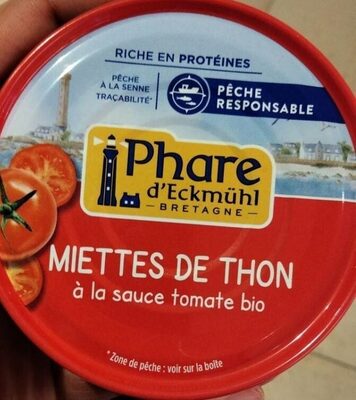 RICHE EN PROTÉINES
PÊCHE
À LA SENNE
TRAÇABILITÉ*
PÊCHE
RESPONSABLE
Phare
d'Eckmühl
BRETAGNE
MIETTES DE THON
à la sauce tomate bio
* Zone de pêche : voir sur la boîte